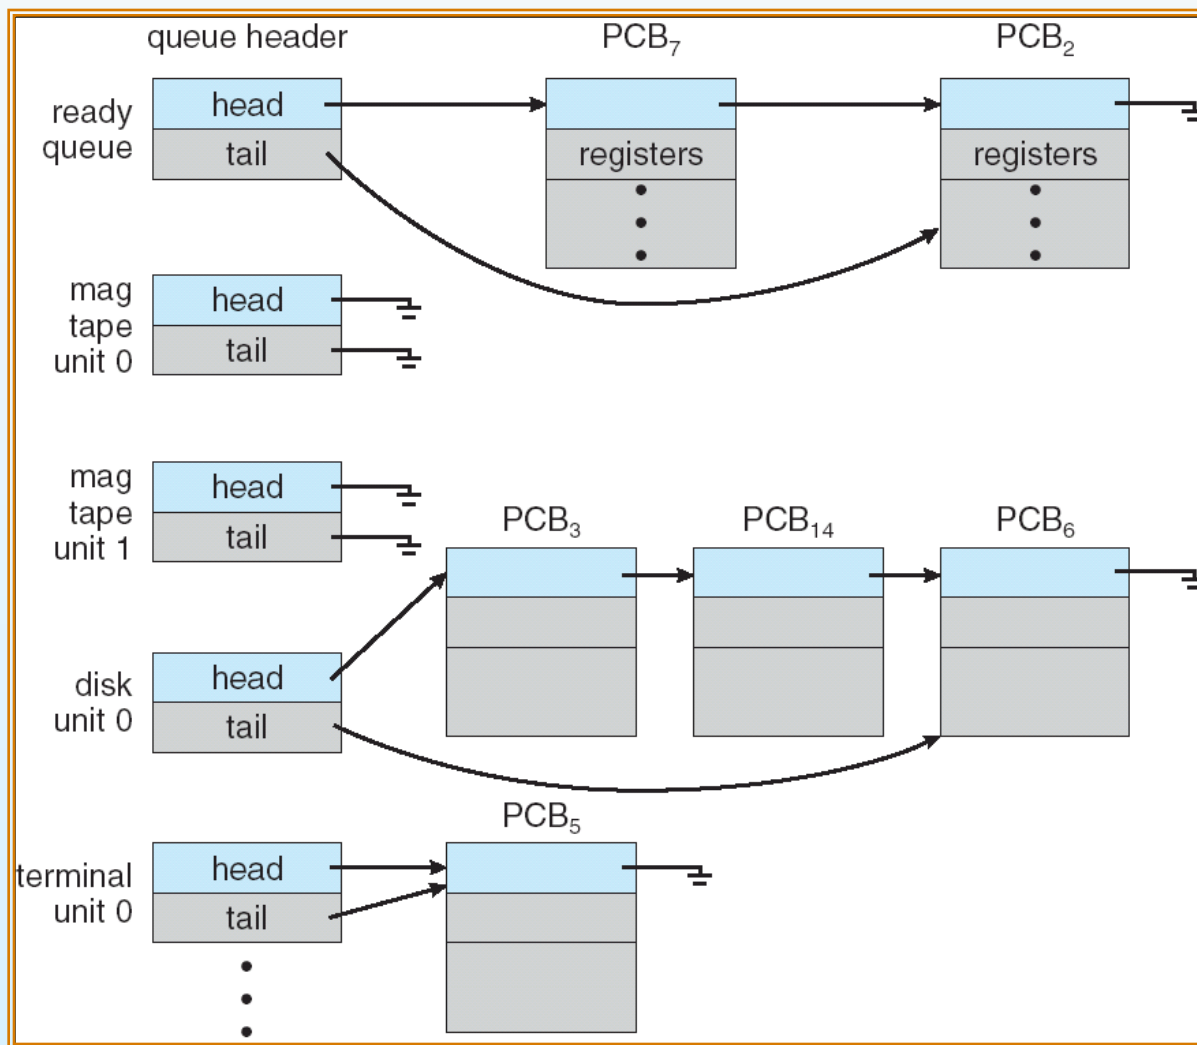 queue header
PCB7
PCB2
ready
queue
head
tail
registers
registers
mag
tape
unit 0
head
tail
mag
tape
unit 1
head
tail
PCB3
PCB14
PCB6
disk
unit 0
head
tail
PCB5
terminal
unit 0
head
tail